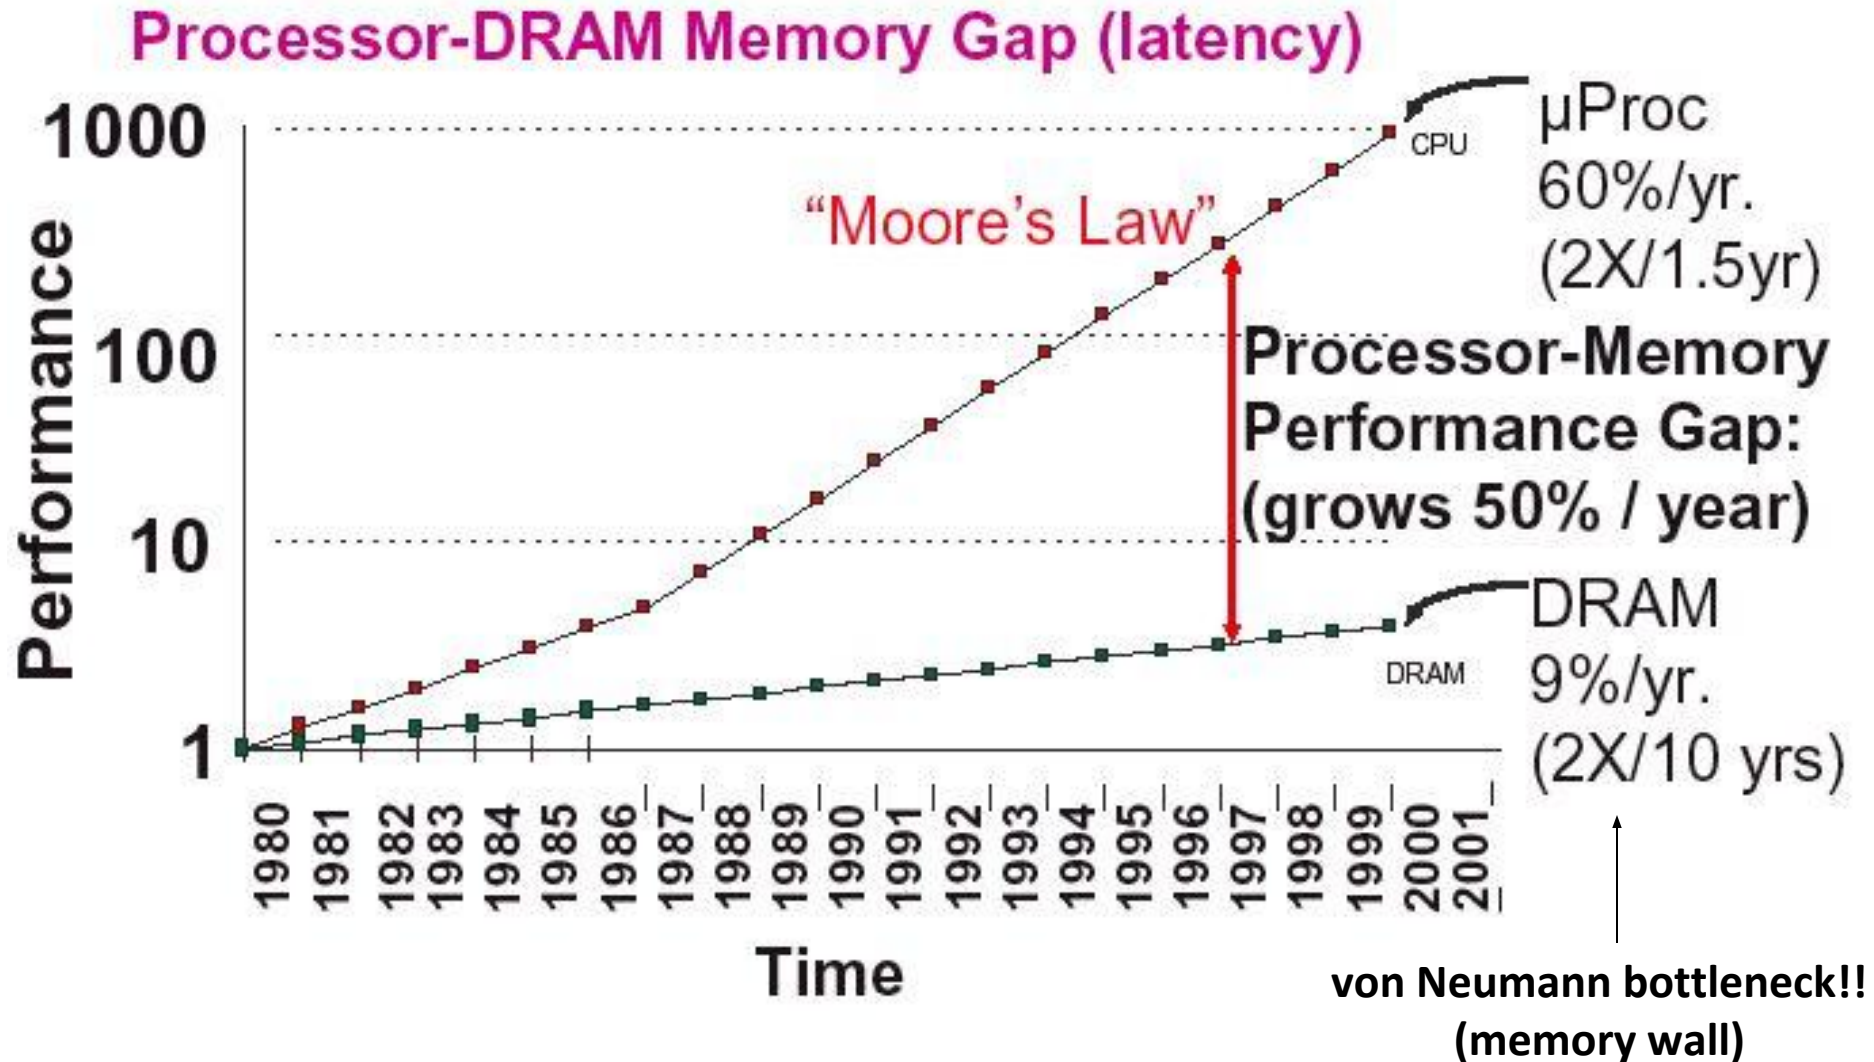 Processor-DRAM Memory Gap (latency)
1000
100
10
1
Performance
"Moore's Law"
CPU
µProc
60%/yr.
(2X/1.5yr)
Processor-Memory
Performance Gap:
(grows 50% / year)
DRAM
DRAM
9%/yr.
(2X/10 yrs)
1980
1981
1982
1983
1984
1985
1986
1987
1988
1989
1990
1991
1992
1993
1994
1995
1996
1997
1998
1999
2000
2001
Time
von Neumann bottleneck!!
(memory wall)